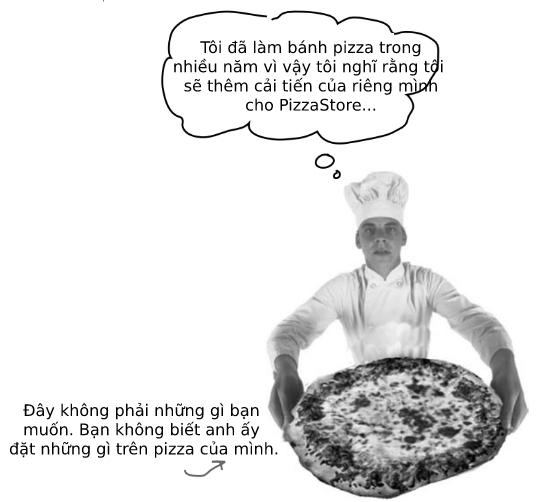 Tôi đã làm bánh pizza trong
nhiều năm vì vậy tôi nghĩ rằng tôi
sẽ thêm cải tiến của riêng mình
cho PizzaStore...
Đây không phải những gì bạn
muốn. Bạn không biết anh ấy
đặt những gì trên pizza của mình.